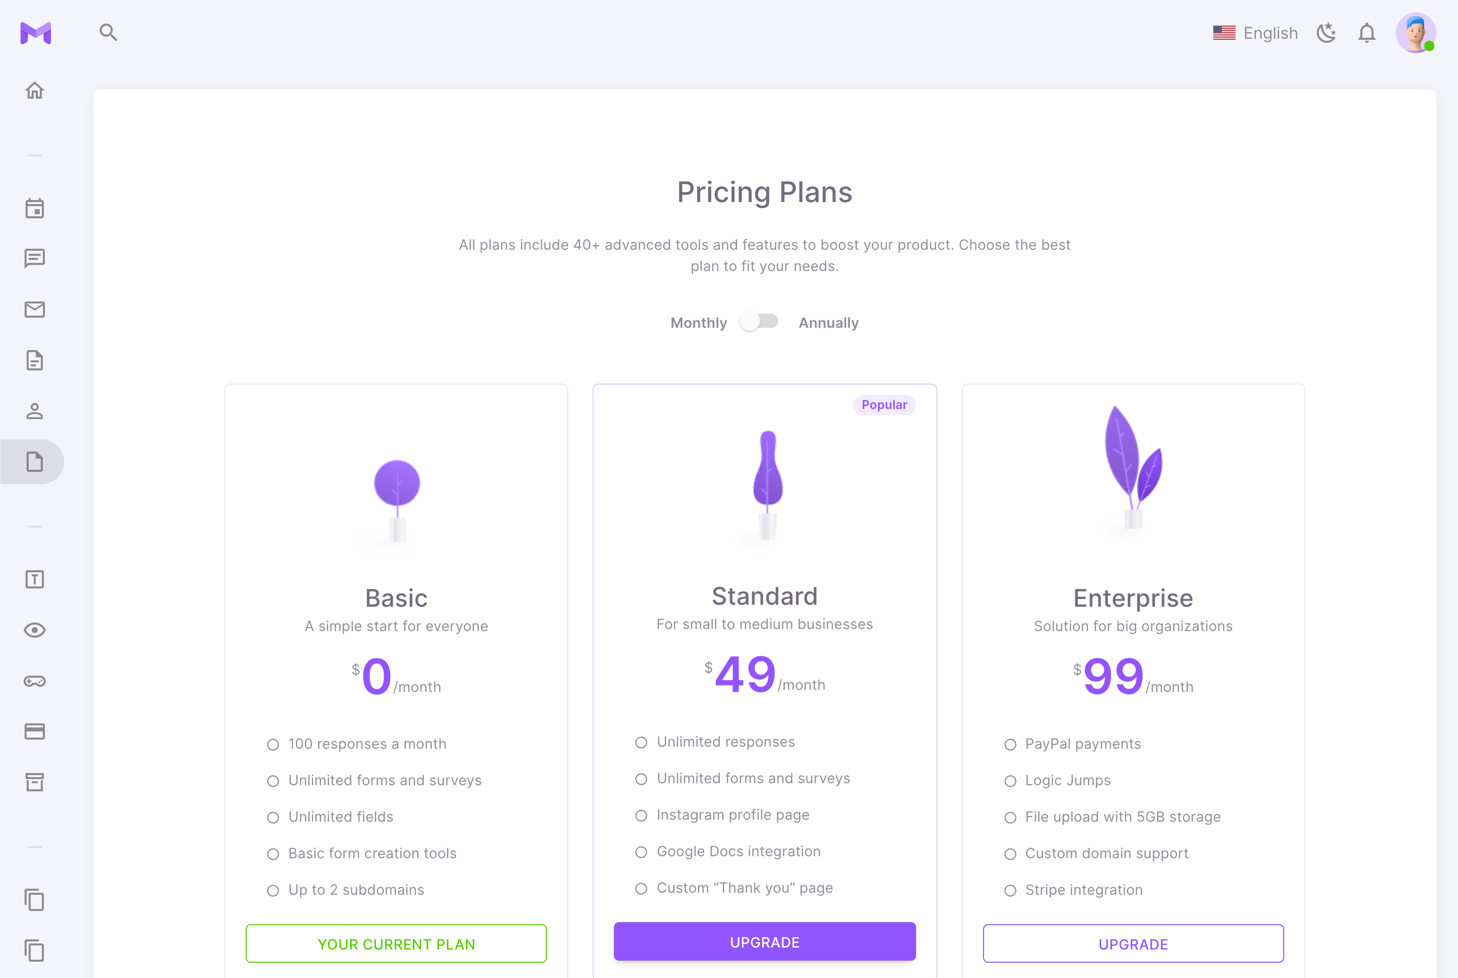 English
Pricing Plans
All plans include 40+ advanced tools and features to boost your product. Choose the best
plan to fit your needs.
Monthly
Annually
Basic
A simple start for everyone
$0/month
100 responses a month
Unlimited forms and surveys
Unlimited fields
Basic form creation tools
Up to 2 subdomains
YOUR CURRENT PLAN
Popular
Standard
For small to medium businesses
$49/month
Unlimited responses
Unlimited forms and surveys
Instagram profile page
Google Docs integration
Custom “Thank you” page
UPGRADE
Enterprise
Solution for big organizations
$99/month
PayPal payments
Logic Jumps
File upload with 5GB storage
Custom domain support
Stripe integration
UPGRADE